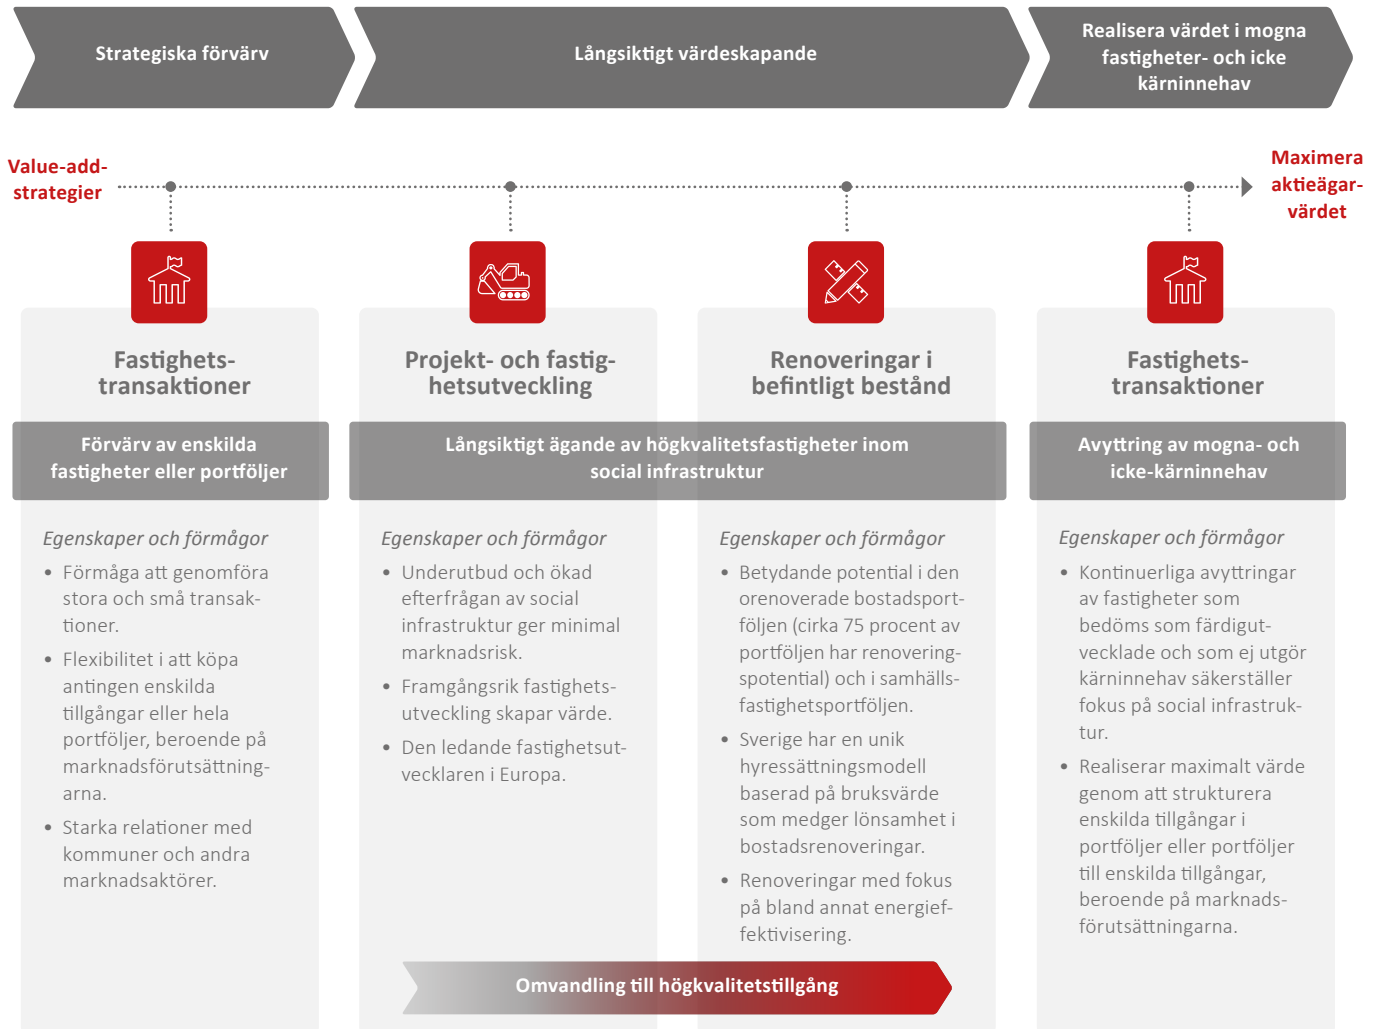 Strategiska förvärv
Långsiktigt värdeskapande
Realisera värdet i mogna
fastigheter- och icke
kärninnehav
Value-add-
strategier
Maximera
aktieägar-
värdet
Fastighets-
transaktioner
Förvärv av enskilda
fastigheter eller portföljer
Egenskaper och förmågor
• Förmåga att genomföra
stora och små transak-
tioner.
• Flexibilitet i att köpa
antingen enskilda
tillgångar eller hela
portföljer, beroende på
marknadsförutsättning-
arna.
• Starka relationer med
kommuner och andra
marknadsaktörer.
Projekt- och fastig-
hetsutveckling
Renoveringar i
befintligt bestånd
Långsiktigt ägande av högkvalitetsfastigheter inom
social infrastruktur
Egenskaper och förmågor
• Underutbud och ökad
efterfrågan av social
infrastruktur ger minimal
marknadsrisk.
• Framgångsrik fastighets-
utveckling skapar värde.
• Den ledande fastighetsut-
vecklaren i Europa.
Egenskaper och förmågor
• Betydande potential i den
orenoverade bostadsport-
följen (cirka 75 procent av
portföljen har renovering-
spotential) och i samhälls-
fastighetsportföljen.
• Sverige har en unik
hyressättningsmodell
baserad på bruksvärde
som medger lönsamhet i
bostadsrenoveringar.
• Renoveringar med fokus
på bland annat energief-
fektivisering.
Omvandling till högkvalitetstillgång
Fastighets-
transaktioner
Avyttring av mogna- och
icke-kärninnehav
Egenskaper och förmågor
• Kontinuerliga avyttringar
av fastigheter som
bedöms som färdigut-
vecklade och som ej utgör
kärninnehav säkerställer
fokus på social infrastruk-
tur.
• Realiserar maximalt värde
genom att strukturera
enskilda tillgångar i
portföljer eller portföljer
till enskilda tillgångar,
beroende på marknads-
förutsättningarna.